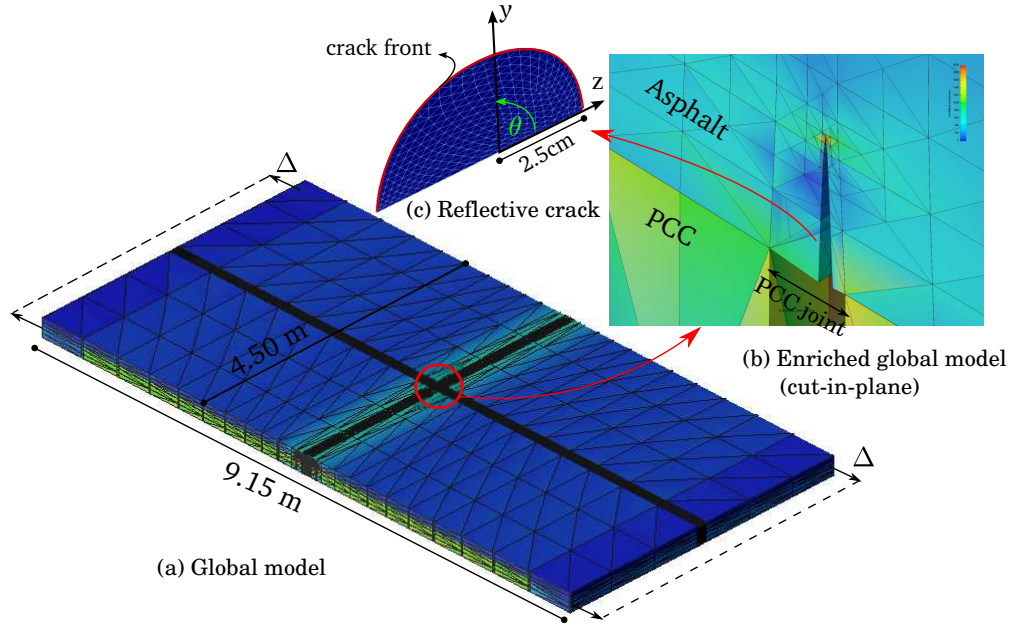 y
crack front
z
θ
2.5cm
(c) Reflective crack
Asphalt
PCC
PCC joint
(b) Enriched global model
(cut-in-plane)
Δ
4.50 m
9.15 m
Δ
(a) Global model